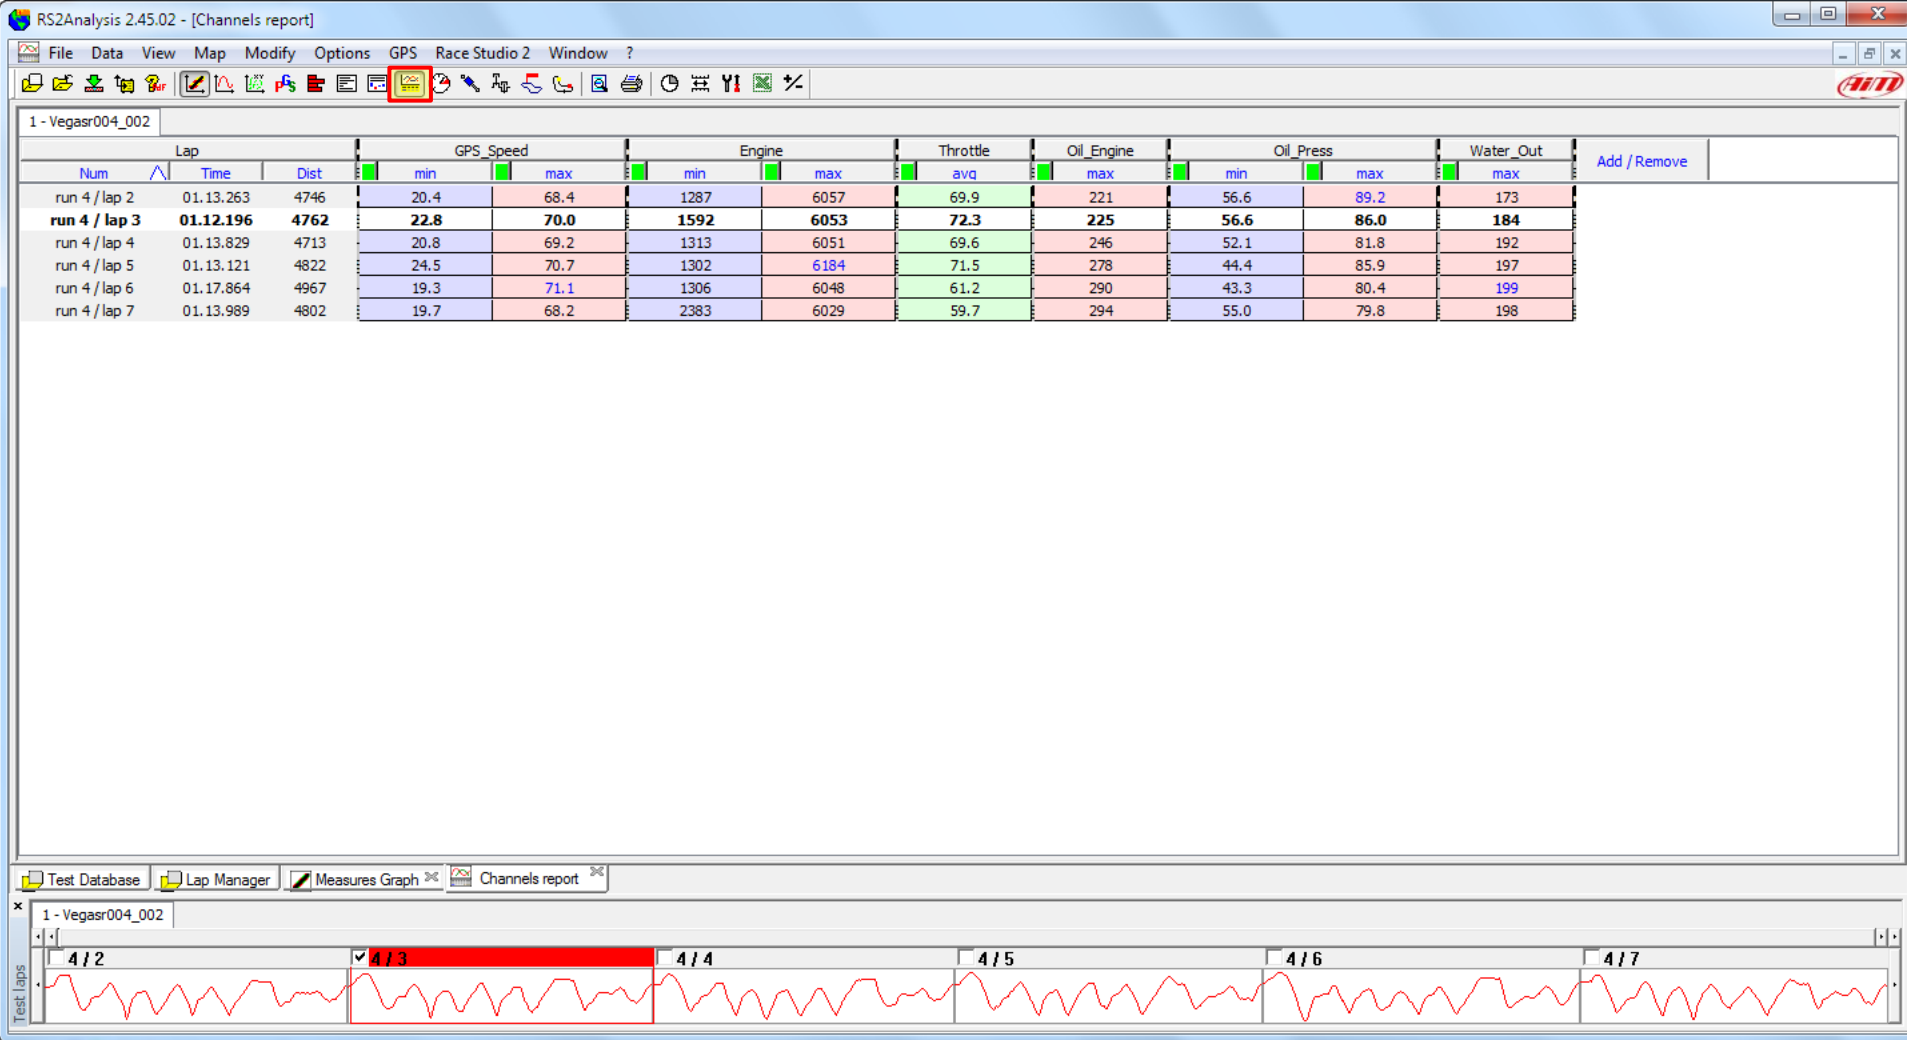 RS2Analysis 2.45.02 - [Channels report]
File Data View Map Modify Options GPS Race Studio 2 Window ?
AiM
1 - Vegasr004_002
Lap GPS_Speed Engine Throttle Oil_Engine Oil_Press Water_Out Add / Remove
Num Time Dist min max min max avg max min max max
run 4 / lap 2 01.13.263 4746 20.4 68.4 1287 6057 69.9 221 56.6 89.2 173
run 4 / lap 3 01.12.196 4762 22.8 70.0 1592 6053 72.3 225 56.6 86.0 184
run 4 / lap 4 01.13.829 4713 20.8 69.2 1313 6051 69.6 246 52.1 81.8 192
run 4 / lap 5 01.13.121 4822 24.5 70.7 1302 6184 71.5 278 44.4 85.9 197
run 4 / lap 6 01.17.864 4967 19.3 71.1 1306 6048 61.2 290 43.3 80.4 199
run 4 / lap 7 01.13.989 4802 19.7 68.2 2383 6029 59.7 294 55.0 79.8 198
Test Database Lap Manager Measures Graph Channels report
1 - Vegasr004_002
4 / 2 4 / 3 4 / 4 4 / 5 4 / 6 4 / 7
Test laps